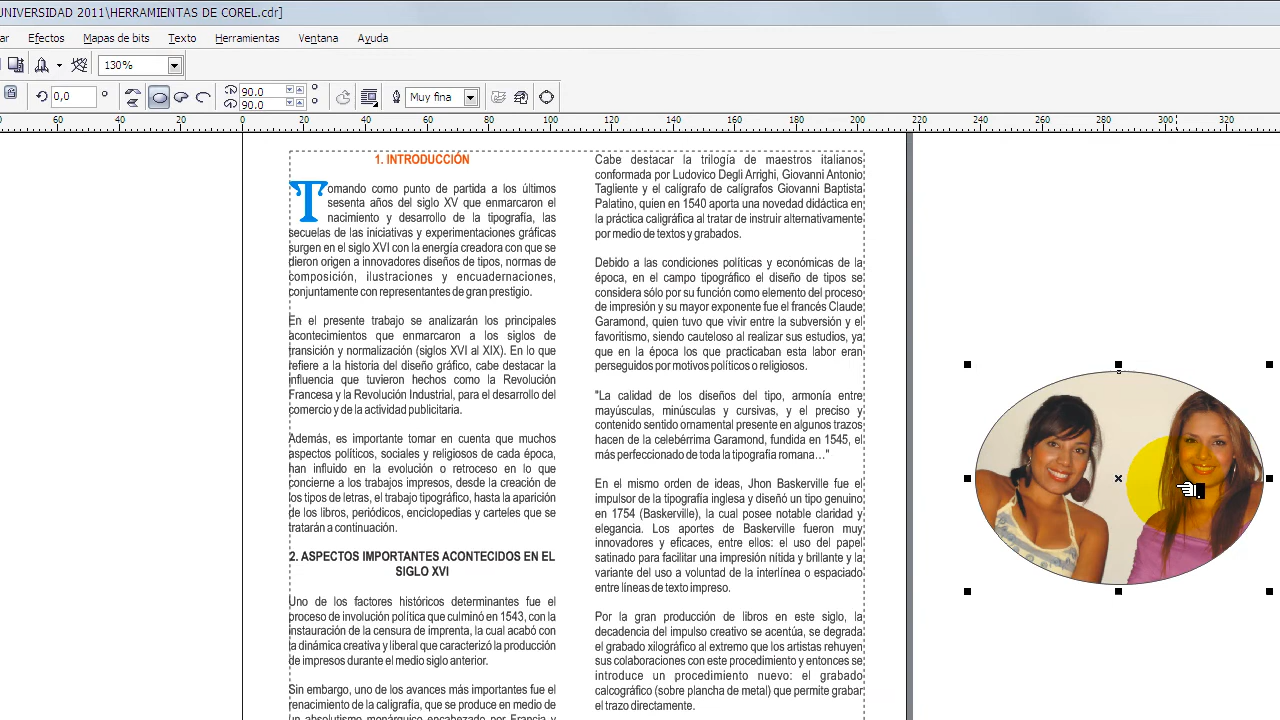 UNIVERSIDAD 2011\HERRAMIENTAS DE COREL.cdr]
ar Efectos Mapas de bits Texto Herramientas Ventana Ayuda
130%
0,0 ° 90.0 ° Muy fina
90.0 °
60 40 20 0 20 40 60 80 100 120 140 160 180 200 220 240 260 280 300 320
1. INTRODUCCIÓN
Tomando como punto de partida a los últimos
sesenta años del siglo XV que enmarcaron el
nacimiento y desarrollo de la tipografía, las
secuelas de las iniciativas y experimentaciones gráficas
surgen en el siglo XVI con la energía creadora con que se
dieron origen a innovadores diseños de tipos, normas de
composición, ilustraciones y encuadernaciones,
conjuntamente con representantes de gran prestigio.
En el presente trabajo se analizarán los principales
acontecimientos que enmarcaron a los siglos de
transición y normalización (siglos XVI al XIX). En lo que
refiere a la historia del diseño gráfico, cabe destacar la
influencia que tuvieron hechos como la Revolución
Francesa y la Revolución Industrial, para el desarrollo del
comercio y de la actividad publicitaria.
Además, es importante tomar en cuenta que muchos
aspectos políticos, sociales y religiosos de cada época,
han influido en la evolución o retroceso en lo que
concierne a los trabajos impresos, desde la creación de
los tipos de letras, el trabajo tipográfico, hasta la aparición
de los libros, periódicos, enciclopedias y carteles que se
tratarán a continuación.
2. ASPECTOS IMPORTANTES ACONTECIDOS EN EL
SIGLO XVI
Uno de los factores históricos determinantes fue el
proceso de involución política que culminó en 1543, con la
instauración de la censura de imprenta, la cual acabó con
la dinámica creativa y liberal que caracterizó la producción
de impresos durante el medio siglo anterior.
Sin embargo, uno de los avances más importantes fue el
renacimiento de la caligrafía, que se produce en medio de
un absolutismo monárquico encabezado por Francia y
Cabe destacar la trilogía de maestros italianos
conformada por Ludovico Degli Arrighi, Giovanni Antonio
Tagliente y el calígrafo de calígrafos Giovanni Baptista
Palatino, quien en 1540 aporta una novedad didáctica en
la práctica caligráfica al tratar de instruir alternativamente
por medio de textos y grabados.
Debido a las condiciones políticas y económicas de la
época, en el campo tipográfico el diseño de tipos se
considera sólo por su función como elemento del proceso
de impresión y su mayor exponente fue el francés Claude
Garamond, quien tuvo que vivir entre la subversión y el
favoritismo, siendo cauteloso al realizar sus estudios, ya
que en la época los que practicaban esta labor eran
perseguidos por motivos políticos o religiosos.
"La calidad de los diseños del tipo, armonía entre
mayúsculas, minúsculas y cursivas, y el preciso y
contenido sentido ornamental presente en algunos trazos
hacen de la celebérrima Garamond, fundida en 1545, el
más perfeccionado de toda la tipografía romana…"
En el mismo orden de ideas, Jhon Baskerville fue el
impulsor de la tipografía inglesa y diseñó un tipo genuino
en 1754 (Baskerville), la cual posee notable claridad y
elegancia. Los aportes de Baskerville fueron muy
innovadores y eficaces, entre ellos: el uso del papel
satinado para facilitar una impresión nítida y brillante y la
variante del uso a voluntad de la interlínea o espaciado
entre líneas de texto impreso.
Por la gran producción de libros en este siglo, la
decadencia del impulso creativo se acentúa, se degrada
el grabado xilográfico al extremo que los artistas rehuyen
sus colaboraciones con este procedimiento y entonces se
introduce un procedimiento nuevo: el grabado
calcográfico (sobre plancha de metal) que permite grabar
el trazo directamente.